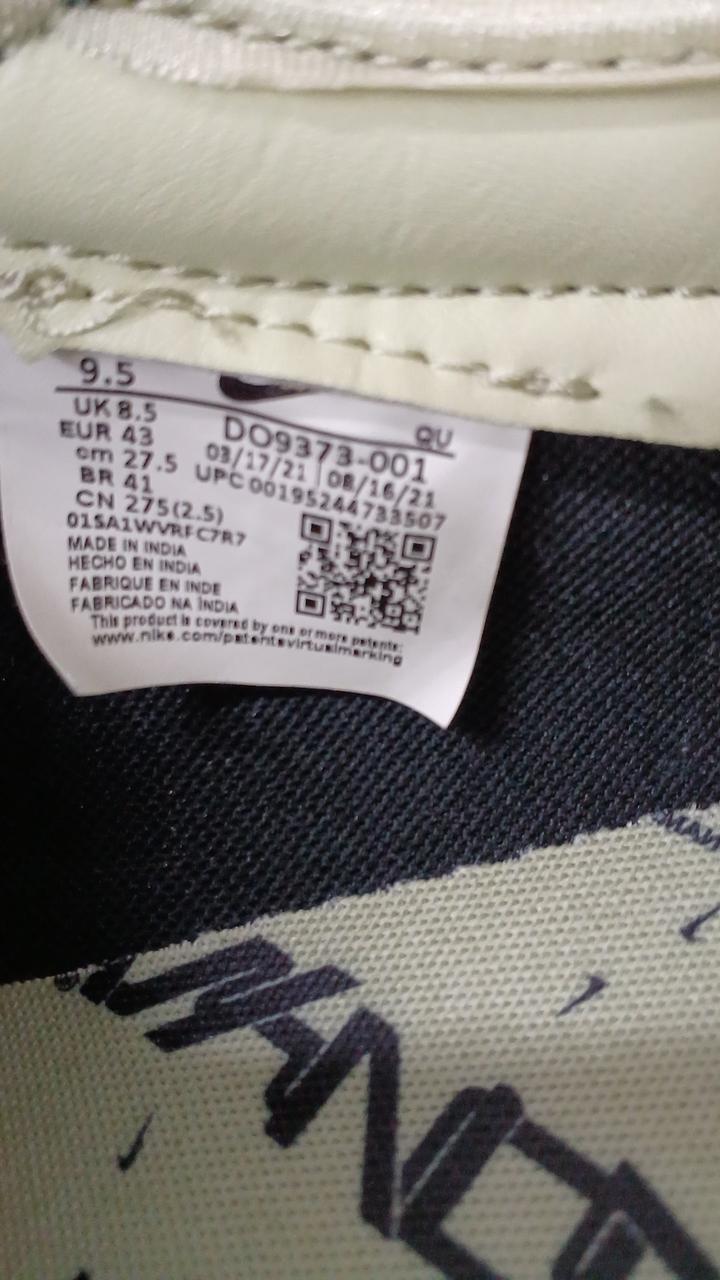 9.5
QU
UK 8.5
EUR 43
cm 27.5
BR 41
CN 275(2.5)
DO9373-001
03/17/21 | 08/16/21
UPC 00195244733507
01SA1WVRFC7R7
MADE IN INDIA
HECHO EN INDIA
FABRIQUE EN INDE
FABRICADO NA ÍNDIA
This product is covered by one or more patents:
www.nike.com/patentsvirtualmarking